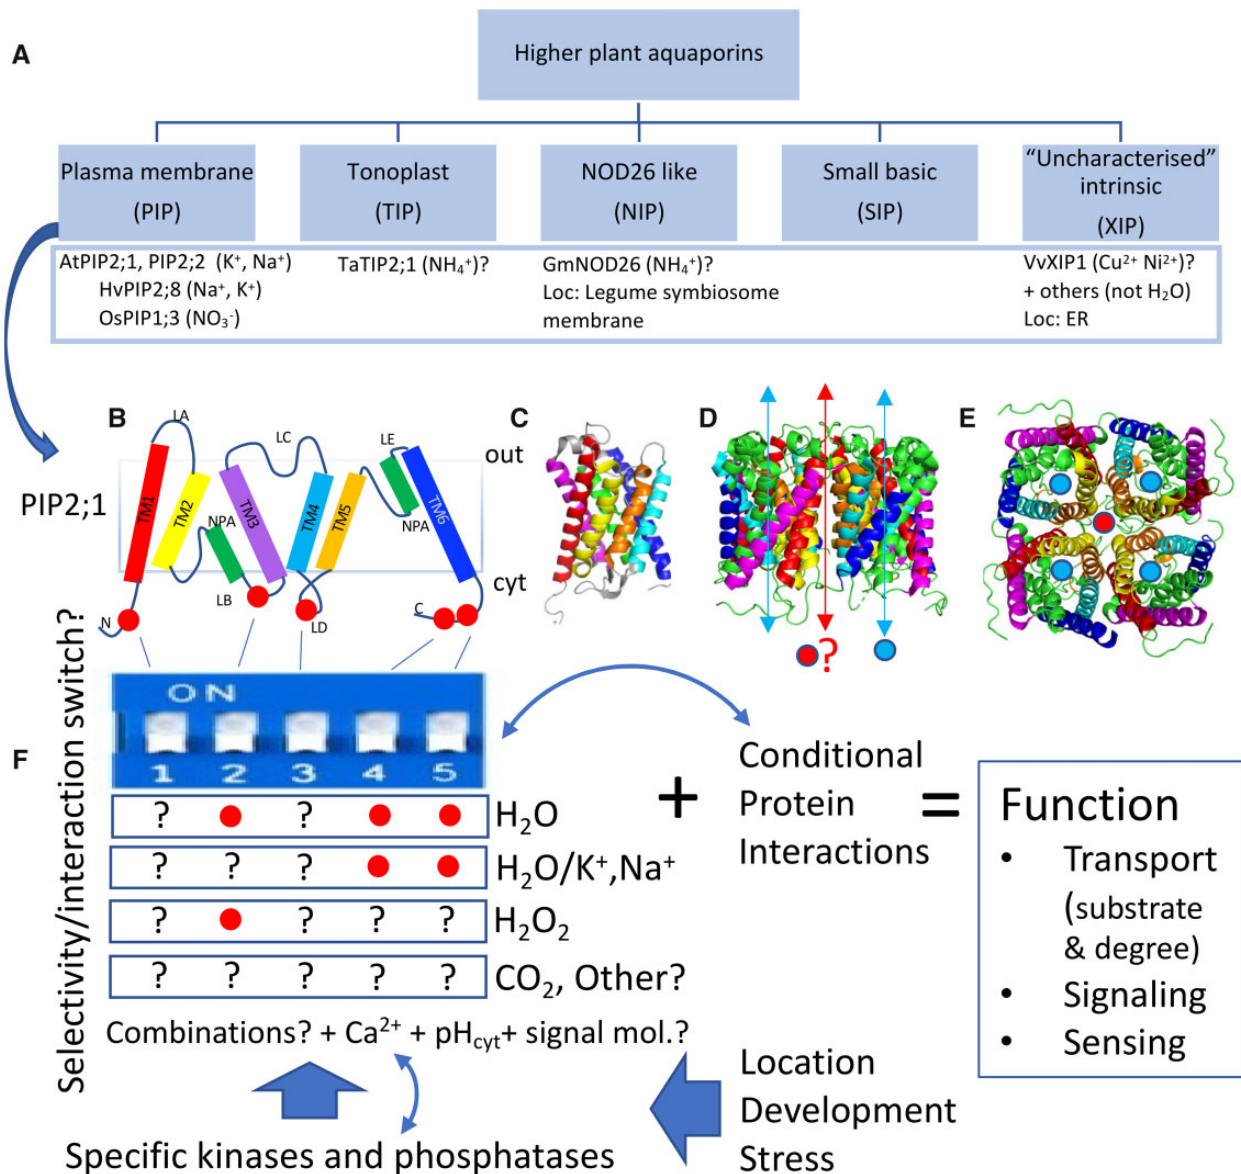 A
Higher plant aquaporins
Plasma membrane
(PIP)
Tonoplast
(TIP)
NOD26 like
(NIP)
Small basic
(SIP)
“Uncharacterised”
intrinsic
(XIP)
AtPIP2;1, PIP2;2 (K⁺, Na⁺)
HvPIP2;8 (Na⁺, K⁺)
OsPIP1;3 (NO₃⁻)
TaTIP2;1 (NH₄⁺)?
GmNOD26 (NH₄⁺)?
Loc: Legume symbiosome
membrane
VvXIP1 (Cu²⁺ Ni²⁺)?
+ others (not H₂O)
Loc: ER
B
LA
LC
LE
out
PIP2;1
TM1
TM2
NPA
TM3
TM4
TM5
NPA
TM6
cyt
N
LB
LD
C
C
D
?
E
F
Selectivity/interaction switch?
ON
1 2 3 4 5
? ? H₂O
? ? ? H₂O/K⁺,Na⁺
? ? ? ? H₂O₂
? ? ? ? ? CO₂, Other?
Combinations? + Ca²⁺ + pH_cyt+ signal mol.?
Specific kinases and phosphatases
+
Conditional
Protein
Interactions
=
Function
• Transport
(substrate
& degree)
• Signaling
• Sensing
Location
Development
Stress